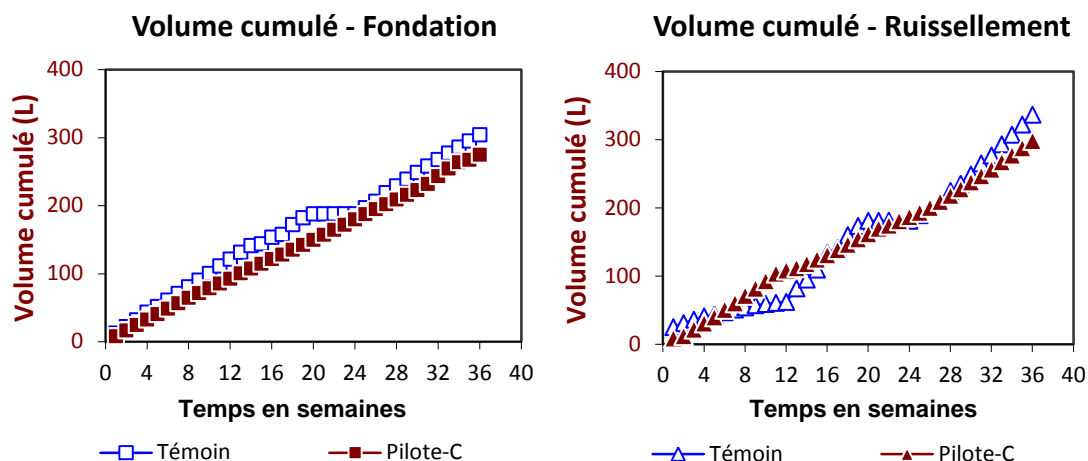 Volume cumulé - Fondation
Volume cumulé (L)
400
300
200
100
0
0 4 8 12 16 20 24 28 32 36 40
Temps en semaines
Témoin Pilote-C
Volume cumulé - Ruissellement
Volume cumulé (L)
400
300
200
100
0
0 4 8 12 16 20 24 28 32 36 40
Temps en semaines
Témoin Pilote-C